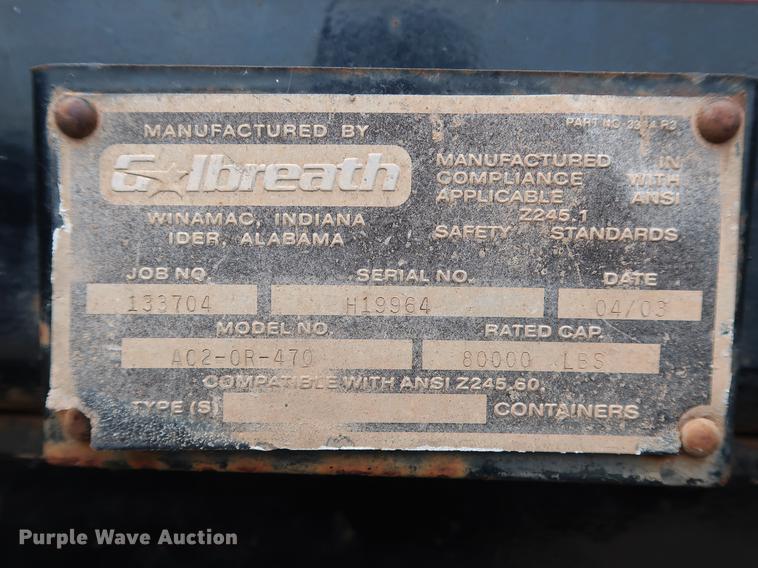 PART NO
MANUFACTURED BY
Galbreath
WINAMAC, INDIANA
IDER, ALABAMA
MANUFACTURED IN
COMPLIANCE WITH
APPLICABLE ANSI
Z245.1
SAFETY STANDARDS
JOB NO. SERIAL NO. DATE
133704 H19964 04/03
MODEL NO. RATED CAP.
AC2-OR-470 80000 LBS
COMPATIBLE WITH ANSI Z245.60.
TYPE (S) CONTAINERS
Purple Wave Auction